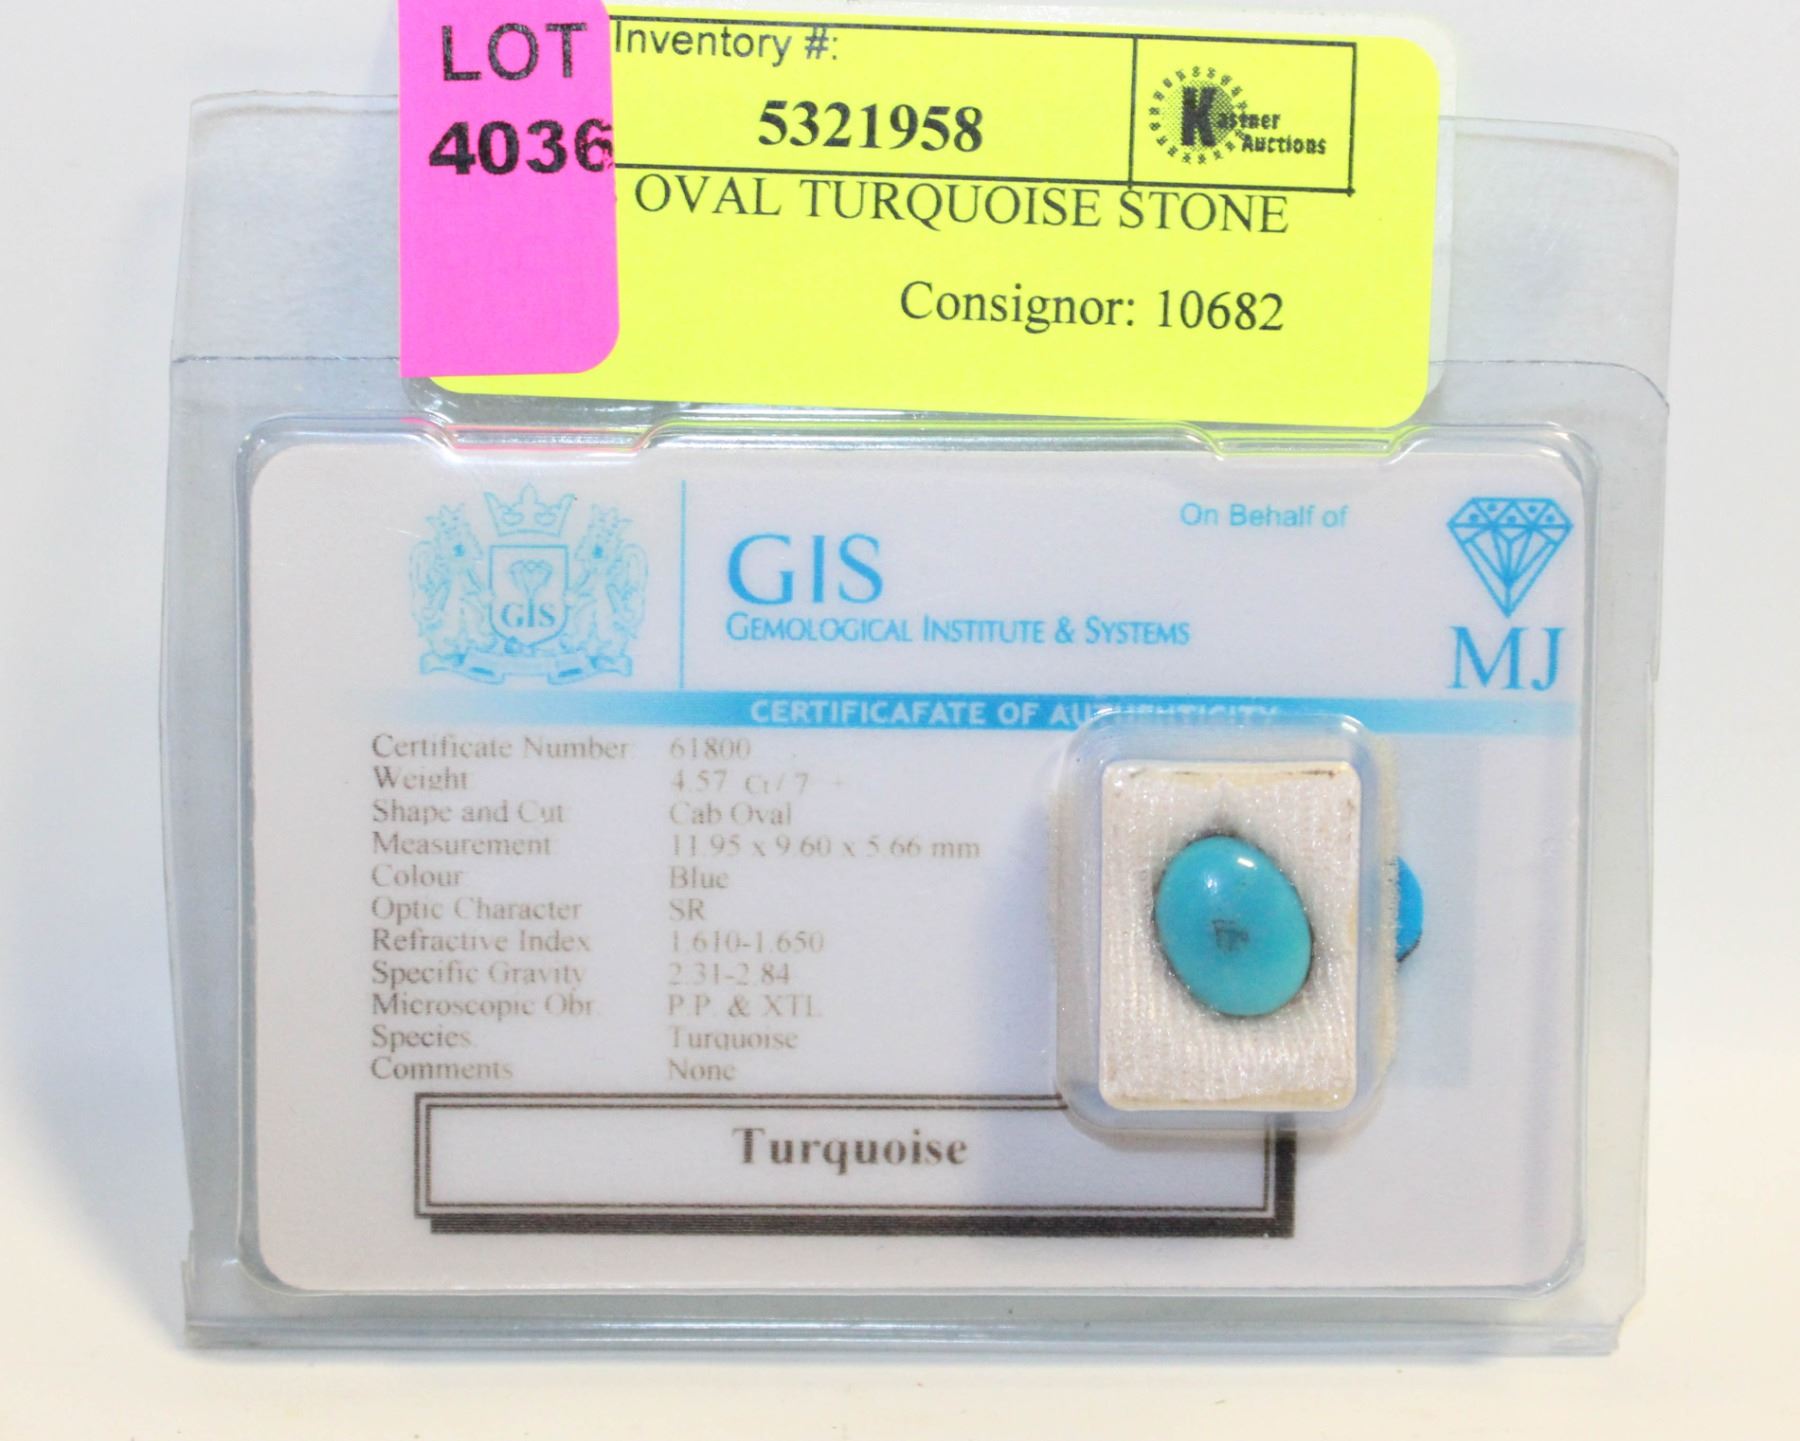 LOT
4036
Inventory #:
5321958
Kastner
Auctions
OVAL TURQUOISE STONE
Consignor: 10682
GIS
GIS
GEMOLOGICAL INSTITUTE & SYSTEMS
On Behalf of
MJ
CERTIFICAFATE OF AUTHENTICITY
Certificate Number 61800
Weight 4.57 Ct / 7
Shape and Cut Cab Oval
Measurement 11.95 x 9.60 x 5.66 mm
Colour Blue
Optic Character SR
Refractive Index 1.610-1.650
Specific Gravity 2.31-2.84
Microscopic Obr. P.P. & XTL
Species Turquoise
Comments None
Turquoise